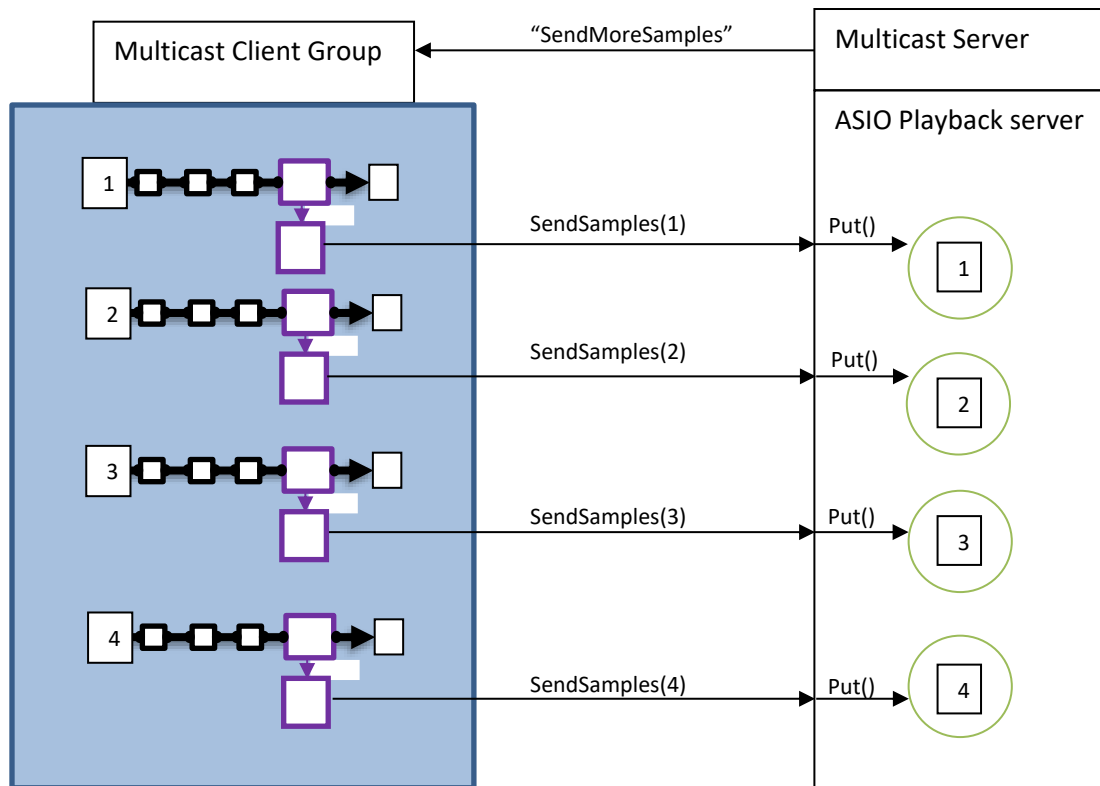 “SendMoreSamples”
Multicast Client Group
Multicast Server
ASIO Playback server
1
SendSamples(1)
Put()
1
2
SendSamples(2)
Put()
2
3
SendSamples(3)
Put()
3
4
SendSamples(4)
Put()
4